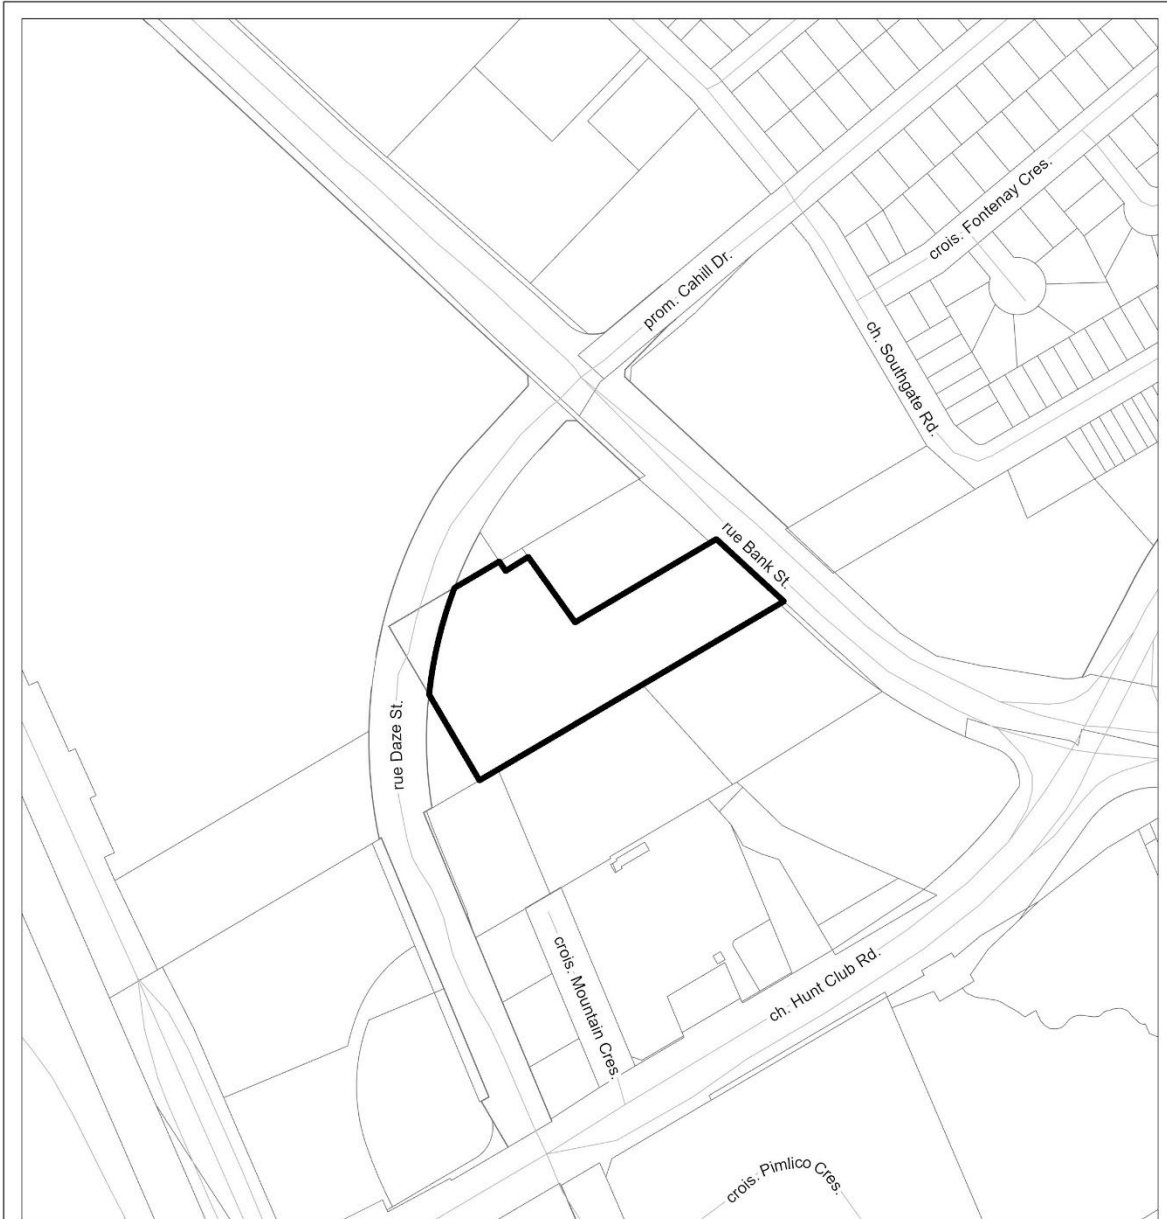 crois. Fontenay Cres.
prom. Cahill Dr.
ch. Southgate Rd.
rue Bank St.
rue Daze St.
crois. Mountain Cres.
ch. Hunt Club Rd.
crois. Pimlico Cres.